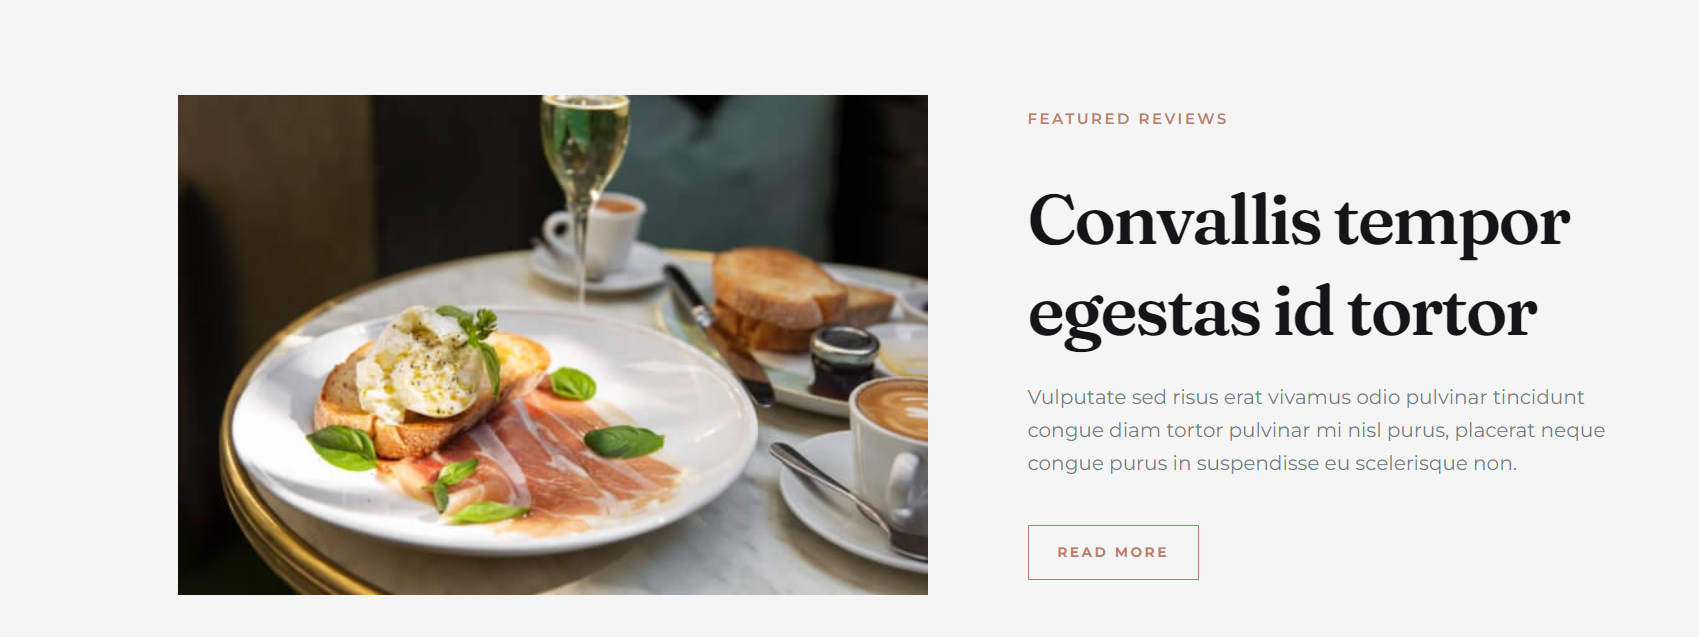 FEATURED REVIEWS
Convallis tempor
egestas id tortor
Vulputate sed risus erat vivamus odio pulvinar tincidunt
congue diam tortor pulvinar mi nisl purus, placerat neque
congue purus in suspendisse eu scelerisque non.
READ MORE